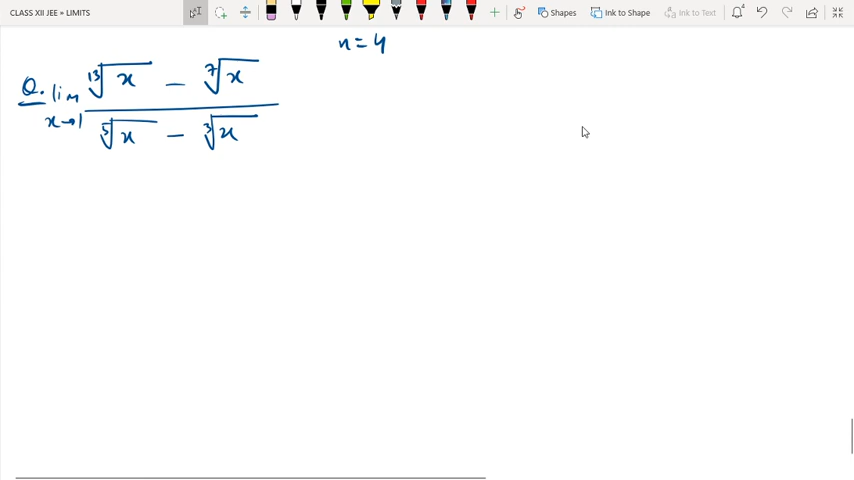 CLASS XII JEE » LIMITS
Shapes
Ink to Shape
Ink to Text
n = 4
Q. lim x→1 ¹³√x − ⁷√x
⁵√x − ³√x